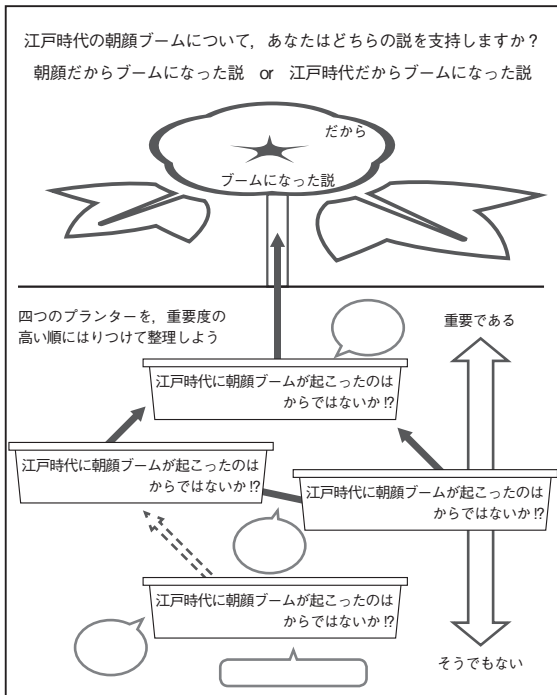 江戸時代の朝顔ブームについて，あなたはどちらの説を支持しますか？
朝顔だからブームになった説　or　江戸時代だからブームになった説
だから
ブームになった説
四つのプランターを，重要度の
高い順にはりつけて整理しよう
重要である
江戸時代に朝顔ブームが起こったのは
からではないか!?
江戸時代に朝顔ブームが起こったのは
からではないか!?
江戸時代に朝顔ブームが起こったのは
からではないか!?
江戸時代に朝顔ブームが起こったのは
からではないか!?
そうでもない